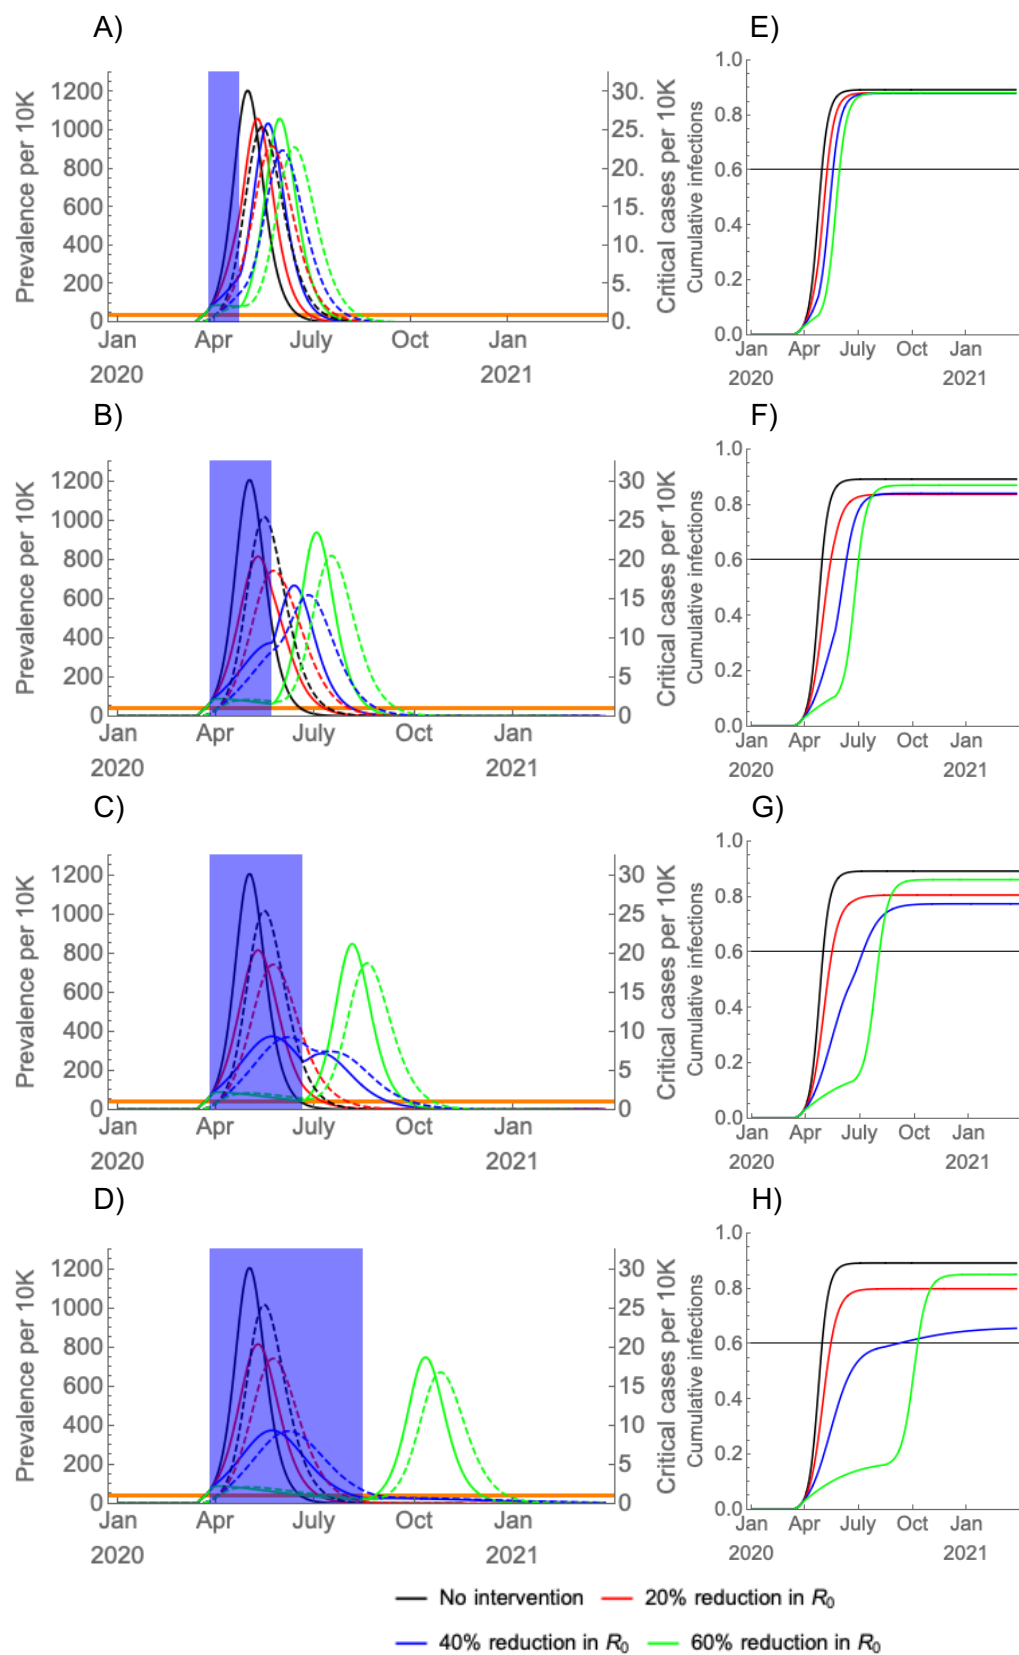 A)
E)
Prevalence per 10K
1200
1000
800
600
400
200
0
30.
25
20
15
10
5
0.
Critical cases per 10K
Jan
Apr
July
Oct
Jan
2020
2021
Cumulative infections
1.0
0.8
0.6
0.4
0.2
0.0
Jan
Apr
July
Oct
Jan
2020
2021
B)
F)
Prevalence per 10K
1200
1000
800
600
400
200
0
30
25
20
15
10
5
0
Critical cases per 10K
Jan
Apr
July
Oct
Jan
2020
2021
Cumulative infections
1.0
0.8
0.6
0.4
0.2
0.0
Jan
Apr
July
Oct
Jan
2020
2021
C)
G)
Prevalence per 10K
1200
1000
800
600
400
200
0
30
25
20
15
10
5
0
Critical cases per 10K
Jan
Apr
July
Oct
Jan
2020
2021
Cumulative infections
1.0
0.8
0.6
0.4
0.2
0.0
Jan
Apr
July
Oct
Jan
2020
2021
D)
H)
Prevalence per 10K
1200
1000
800
600
400
200
0
30
25
20
15
10
5
0
Critical cases per 10K
Jan
Apr
July
Oct
Jan
2020
2021
Cumulative infections
1.0
0.8
0.6
0.4
0.2
0.0
Jan
Apr
July
Oct
Jan
2020
2021
No intervention
20% reduction in R₀
40% reduction in R₀
60% reduction in R₀